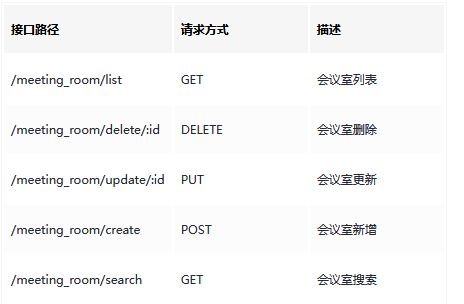 接口路径 请求方式 描述
/meeting_room/list GET 会议室列表
/meeting_room/delete/:id DELETE 会议室删除
/meeting_room/update/:id PUT 会议室更新
/meeting_room/create POST 会议室新增
/meeting_room/search GET 会议室搜索